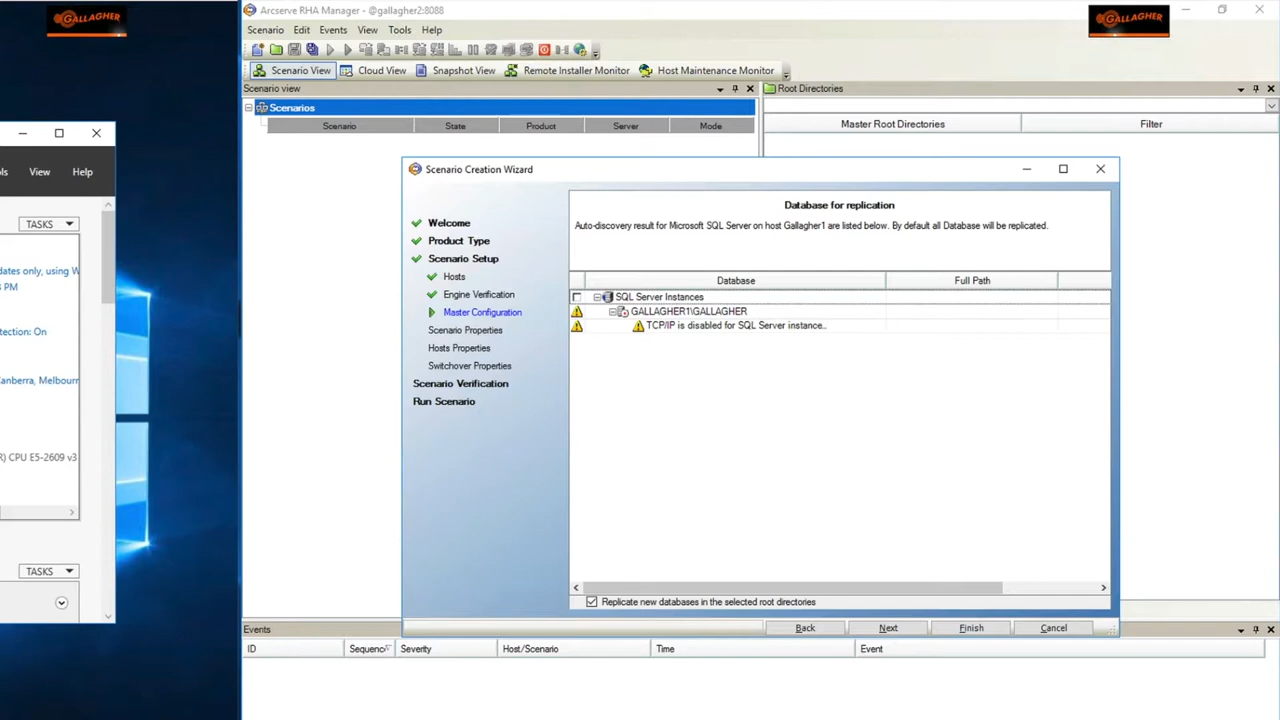 GALLAGHER
Arcserve RHA Manager - @gallagher2:8088
GALLAGHER
Scenario Edit Events View Tools Help
Scenario View Cloud View Snapshot View Remote Installer Monitor Host Maintenance Monitor
Scenario view
Root Directories
Scenarios
Scenario State Product Server Mode
Master Root Directories Filter
ls View Help
TASKS
dates only, using W
PM
tection: On
Canberra, Melbourn
R) CPU E5-2609 v3
TASKS
Scenario Creation Wizard
Welcome
Product Type
Scenario Setup
Hosts
Engine Verification
Master Configuration
Scenario Properties
Hosts Properties
Switchover Properties
Scenario Verification
Run Scenario
Database for replication
Auto-discovery result for Microsoft SQL Server on host Gallagher1 are listed below. By default all Database will be replicated.
Database Full Path
SQL Server Instances
GALLAGHER1\GALLAGHER
TCP/IP is disabled for SQL Server instance..
Replicate new databases in the selected root directories
Back Next Finish Cancel
Events
ID Sequenc Severity Host/Scenario Time Event